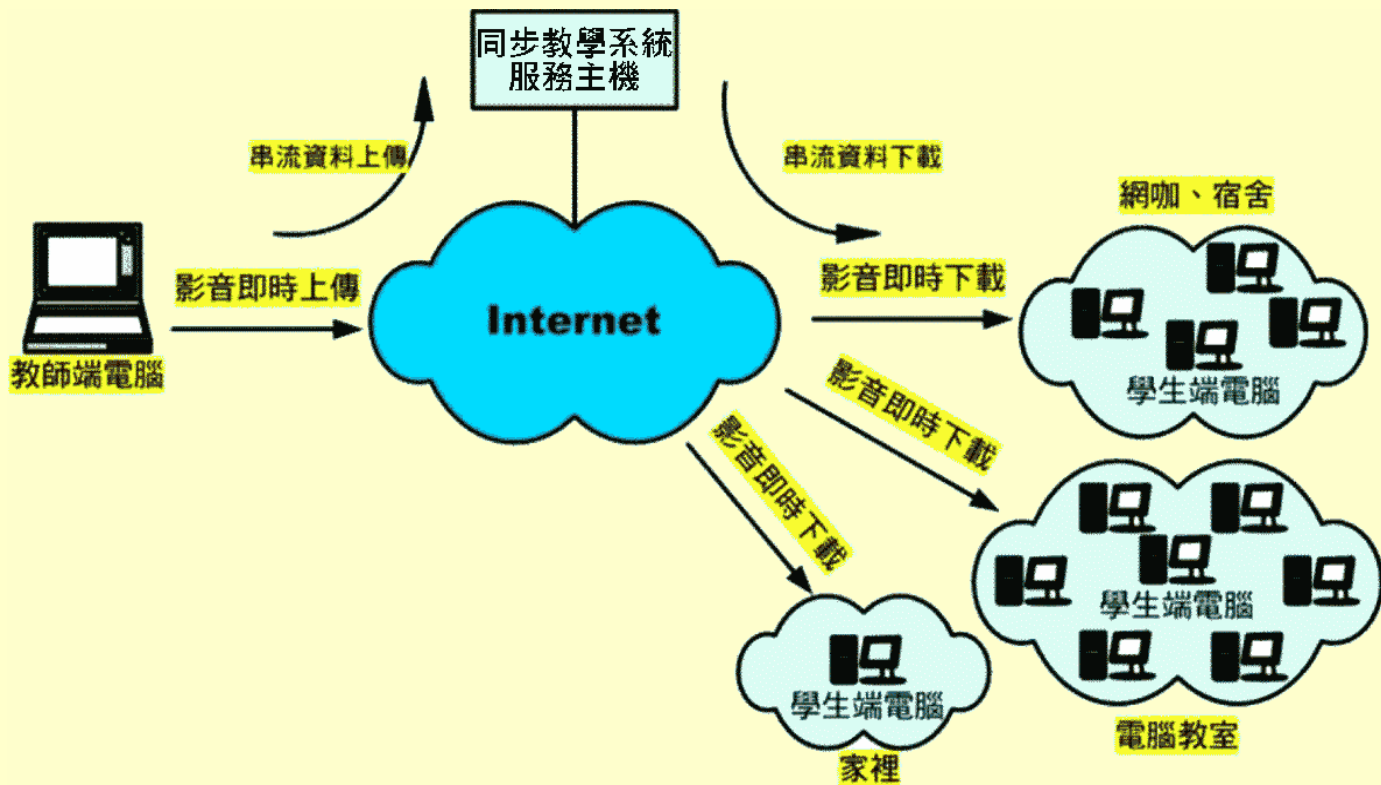 同步教學系統
服務主機
串流資料上傳
串流資料下載
網咖、宿舍
影音即時上傳
Internet
影音即時下載
教師端電腦
學生端電腦
影音即時下載
影音即時下載
學生端電腦
學生端電腦
電腦教室
家裡